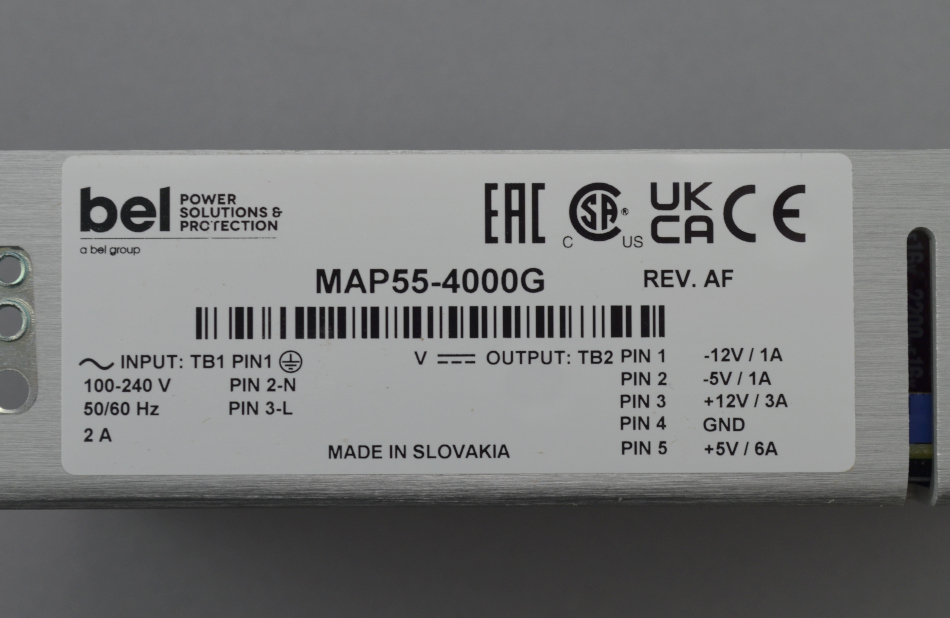 bel POWER
SOLUTIONS &
PROTECTION
a bel group
EAC
C SA® US
UK
CA
CE
MAP55-4000G REV. AF
INPUT: TB1 PIN1
100-240 V PIN 2-N
50/60 Hz PIN 3-L
2 A
V OUTPUT: TB2 PIN 1 -12V / 1A
PIN 2 -5V / 1A
PIN 3 +12V / 3A
PIN 4 GND
PIN 5 +5V / 6A
MADE IN SLOVAKIA